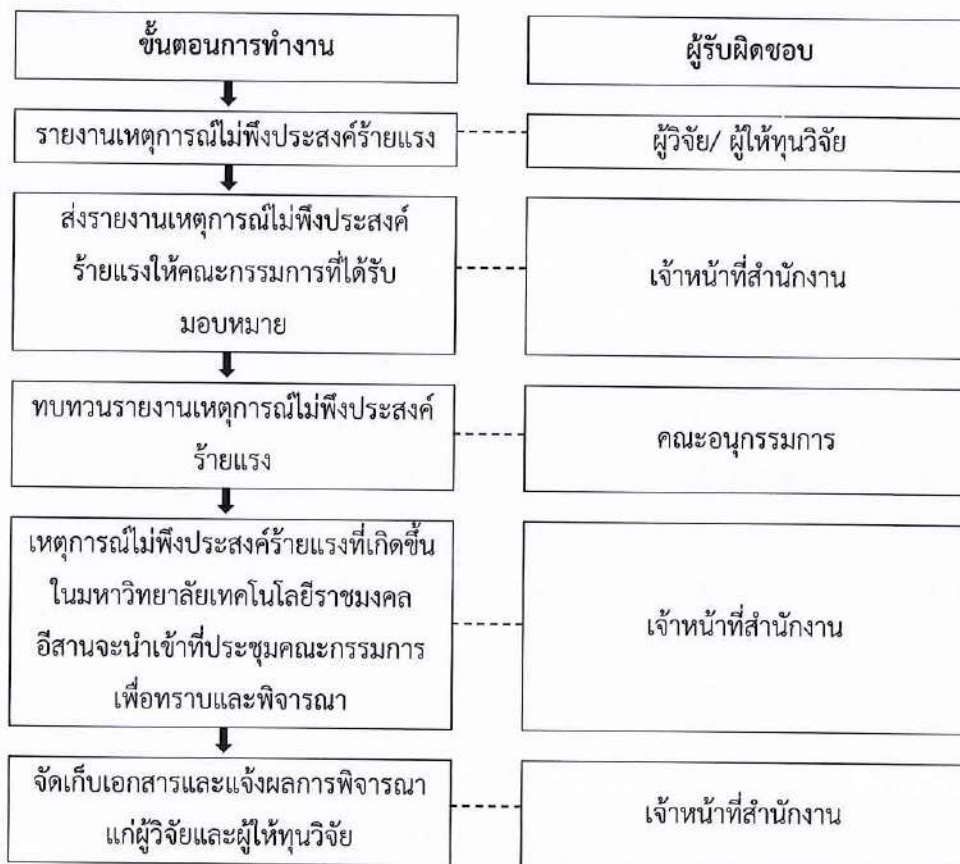 ขั้นตอนการทำงาน
ผู้รับผิดชอบ
รายงานเหตุการณ์ไม่พึงประสงค์ร้ายแรง
ผู้วิจัย/ ผู้ให้ทุนวิจัย
ส่งรายงานเหตุการณ์ไม่พึงประสงค์
ร้ายแรงให้คณะกรรมการที่ได้รับ
มอบหมาย
เจ้าหน้าที่สำนักงาน
ทบทวนรายงานเหตุการณ์ไม่พึงประสงค์
ร้ายแรง
คณะอนุกรรมการ
เหตุการณ์ไม่พึงประสงค์ร้ายแรงที่เกิดขึ้น
ในมหาวิทยาลัยเทคโนโลยีราชมงคล
อีสานจะนำเข้าที่ประชุมคณะกรรมการ
เพื่อทราบและพิจารณา
เจ้าหน้าที่สำนักงาน
จัดเก็บเอกสารและแจ้งผลการพิจารณา
แก่ผู้วิจัยและผู้ให้ทุนวิจัย
เจ้าหน้าที่สำนักงาน